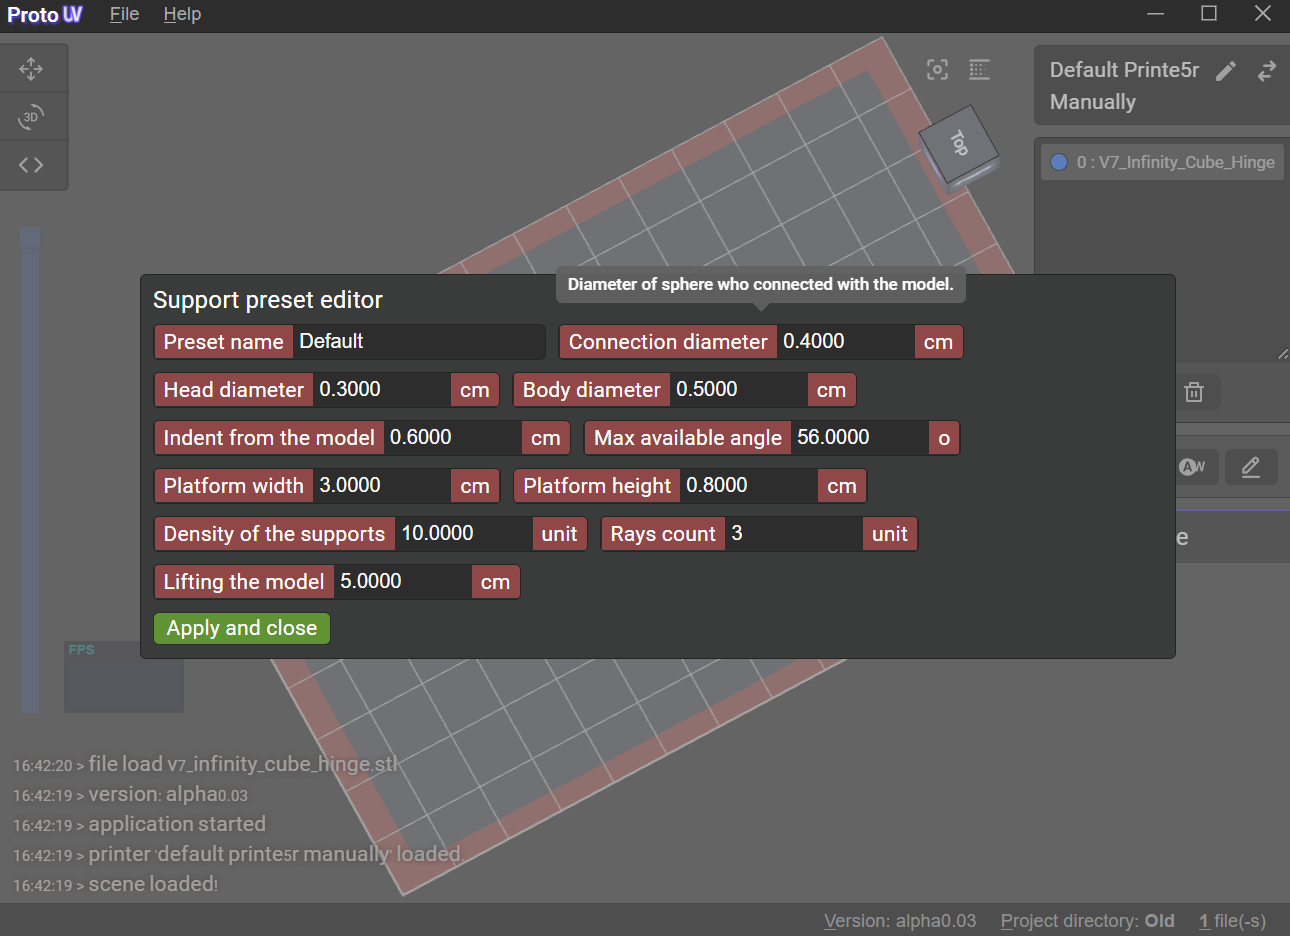 Proto UV File Help
Default Printe5r
Manually
Top
0 : V7_Infinity_Cube_Hinge
Diameter of sphere who connected with the model.
Support preset editor
Preset name Default Connection diameter 0.4000 cm
Head diameter 0.3000 cm Body diameter 0.5000 cm
Indent from the model 0.6000 cm Max available angle 56.0000 o
Platform width 3.0000 cm Platform height 0.8000 cm
Density of the supports 10.0000 unit Rays count 3 unit
Lifting the model 5.0000 cm
Apply and close
3D
AW
e
FPS
16:42:20 > file load v7_infinity_cube_hinge.stl
16:42:19 > version: alpha0.03
16:42:19 > application started
16:42:19 > printer 'default printe5r manually' loaded.
16:42:19 > scene loaded!
Version: alpha0.03 Project directory: Old 1 file(-s)